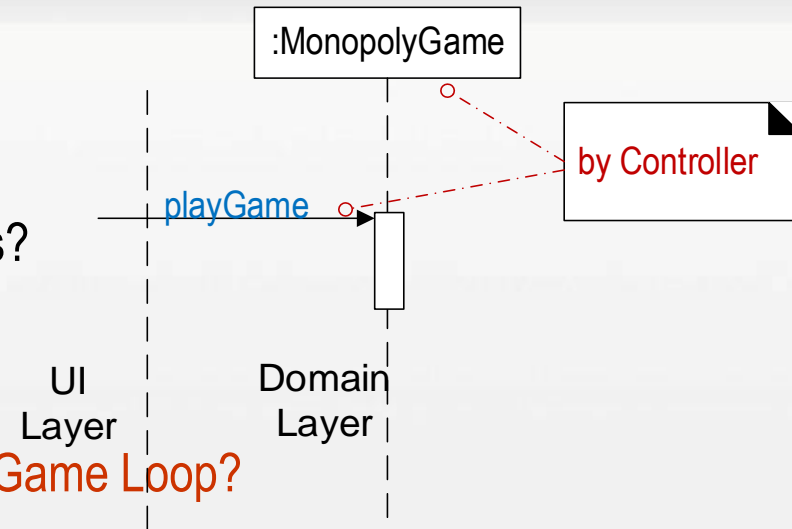 :MonopolyGame
by Controller
playGame
s?
UI
Layer
Domain
Layer
Game Loop?